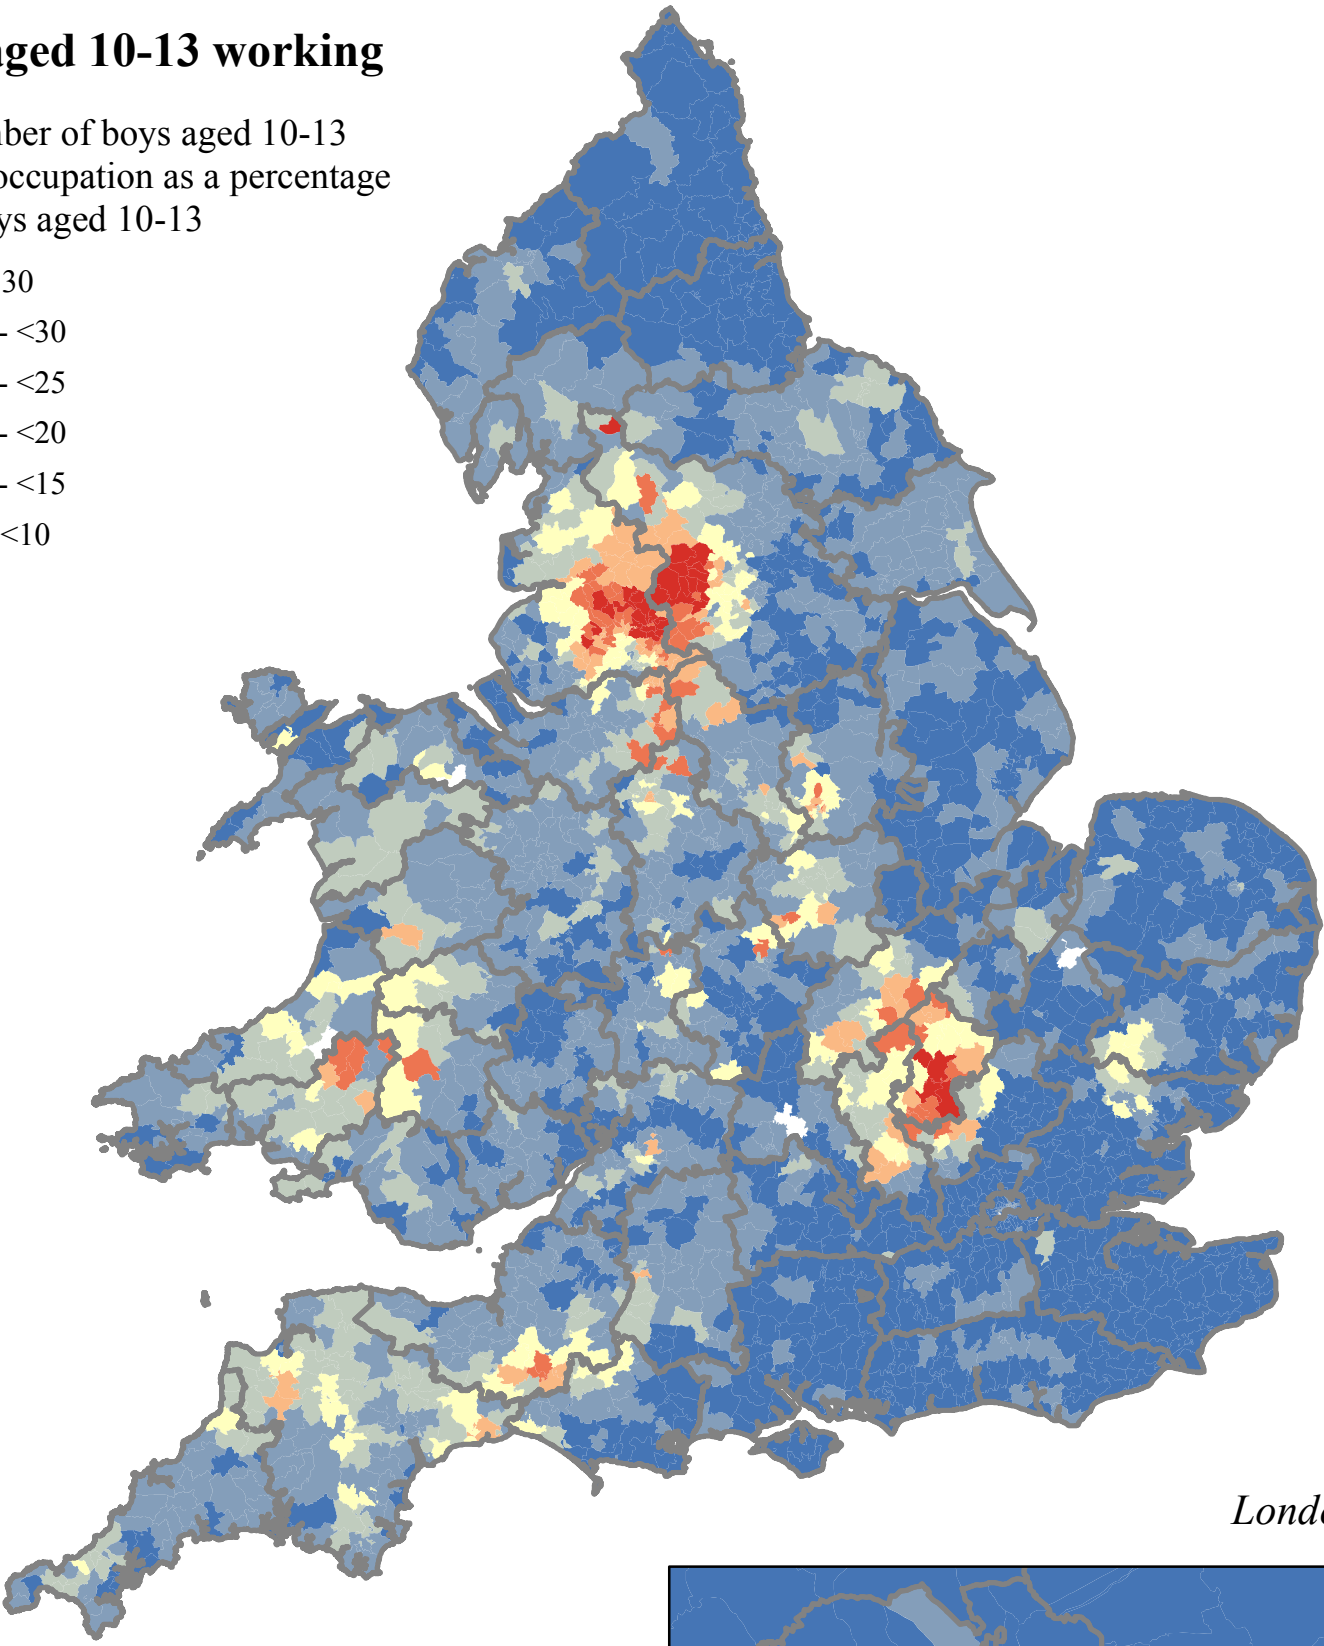 aged 10-13 working
ber of boys aged 10-13
occupation as a percentage
ys aged 10-13
30
- <30
- <25
- <20
- <15
<10
Londo